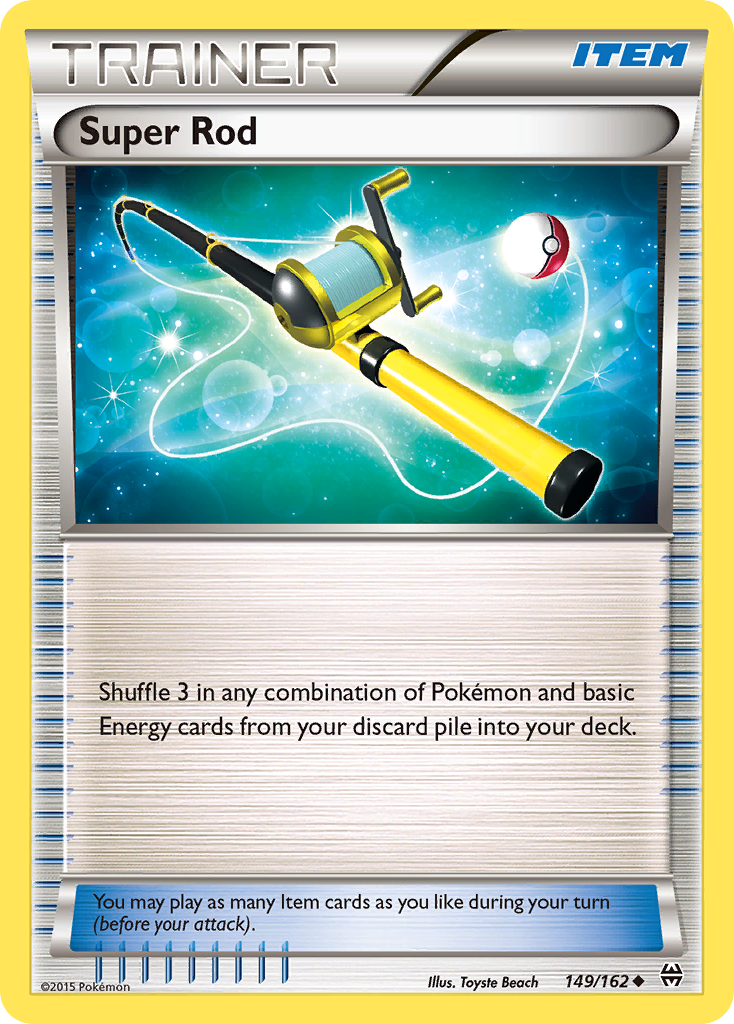 TRAINER
ITEM
Super Rod
Shuffle 3 in any combination of Pokémon and basic
Energy cards from your discard pile into your deck.
You may play as many Item cards as you like during your turn
(before your attack).
©2015 Pokémon
Illus. Toyste Beach
149/162